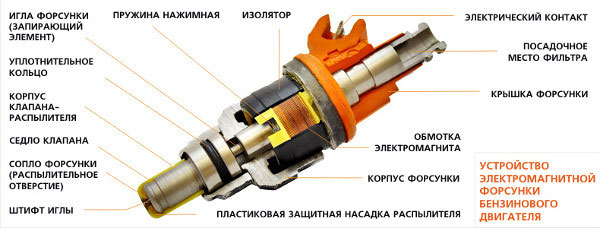 ИГЛА ФОРСУНКИ
(ЗАПИРАЮЩИЙ
ЭЛЕМЕНТ)
УПЛОТНИТЕЛЬНОЕ
КОЛЬЦО
КОРПУС
КЛАПАНА-
РАСПЫЛИТЕЛЯ
СЕДЛО КЛАПАНА
СОПЛО ФОРСУНКИ
(РАСПЫЛИТЕЛЬНОЕ
ОТВЕРСТИЕ)
ШТИФТ ИГЛЫ
ПРУЖИНА НАЖИМНАЯ
ИЗОЛЯТОР
ЭЛЕКТРИЧЕСКИЙ КОНТАКТ
ПОСАДОЧНОЕ
МЕСТО ФИЛЬТРА
КРЫШКА ФОРСУНКИ
ОБМОТКА
ЭЛЕКТРОМАГНИТА
КОРПУС ФОРСУНКИ
ПЛАСТИКОВАЯ ЗАЩИТНАЯ НАСАДКА РАСПЫЛИТЕЛЯ
УСТРОЙСТВО
ЭЛЕКТРОМАГНИТНОЙ
ФОРСУНКИ
БЕНЗИНОВОГО
ДВИГАТЕЛЯ